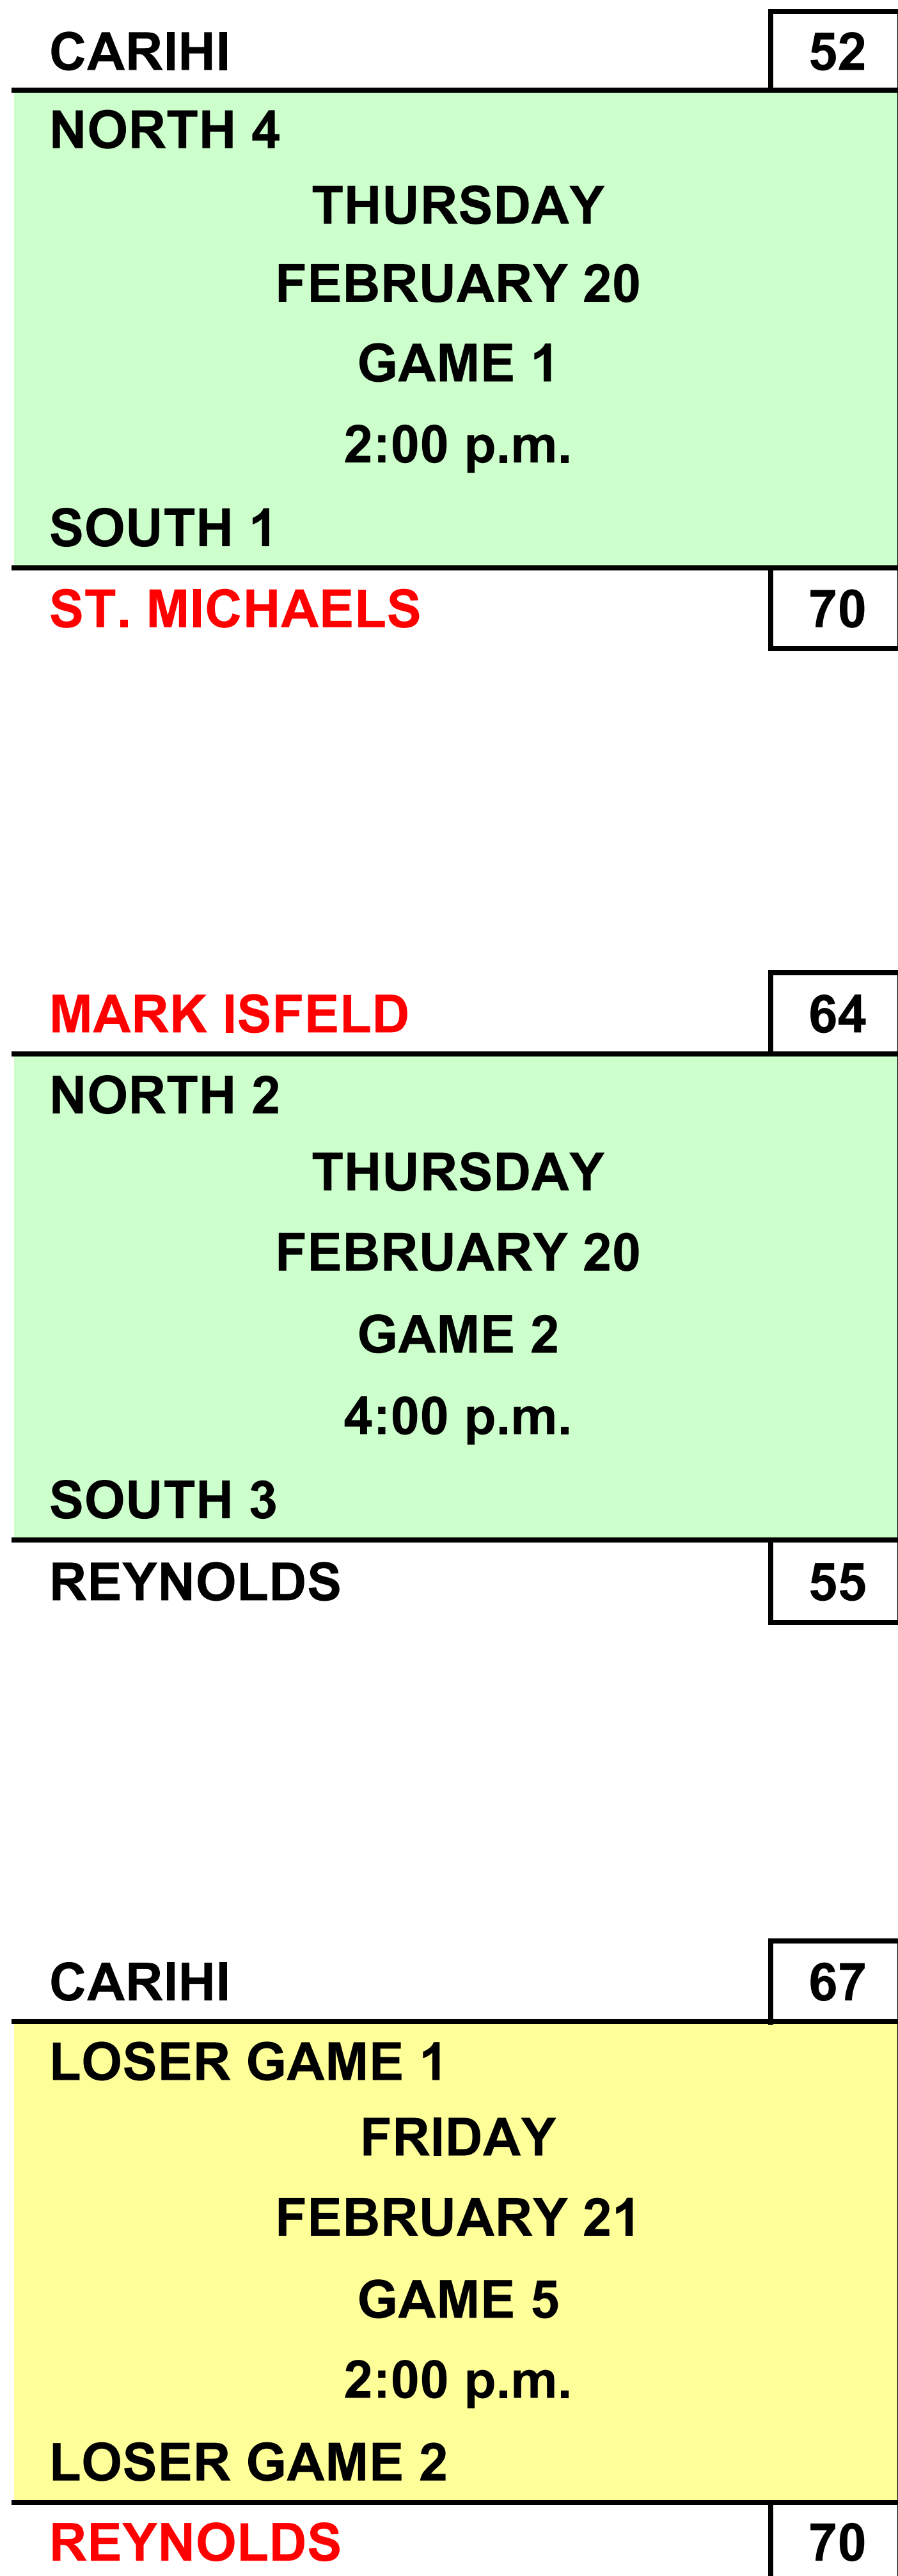 CARIHI 52
NORTH 4
THURSDAY
FEBRUARY 20
GAME 1
2:00 p.m.
SOUTH 1
ST. MICHAELS 70
MARK ISFELD 64
NORTH 2
THURSDAY
FEBRUARY 20
GAME 2
4:00 p.m.
SOUTH 3
REYNOLDS 55
CARIHI 67
LOSER GAME 1
FRIDAY
FEBRUARY 21
GAME 5
2:00 p.m.
LOSER GAME 2
REYNOLDS 70